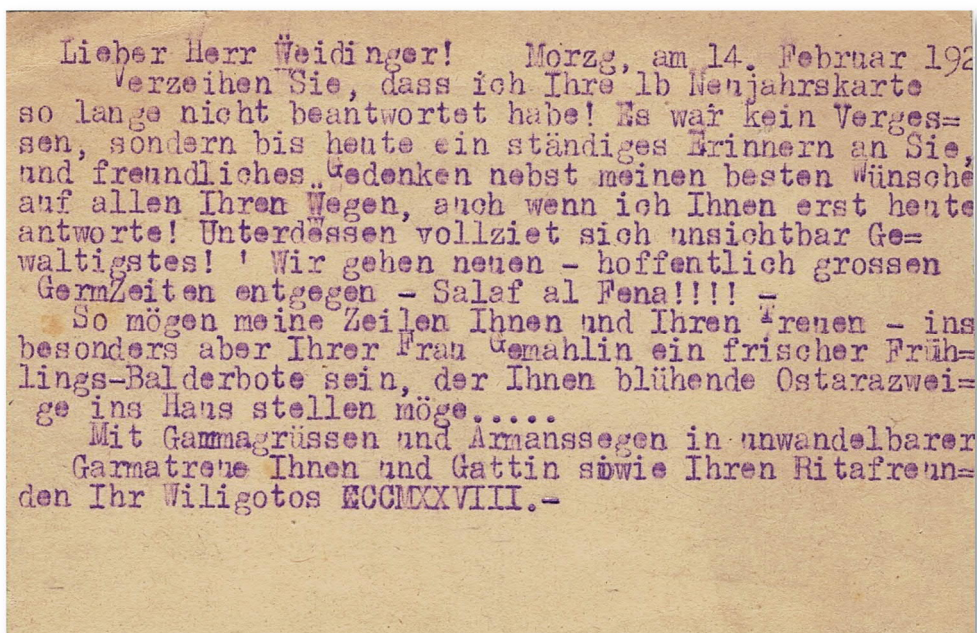 Lieber Herr Weidinger! Morzg, am 14. Februar 192
Verzeihen Sie, dass ich Ihre lb Neujahrskarte
so lange nicht beantwortet habe! Es war kein Verges=
sen, sondern bis heute ein ständiges Erinnern an Sie,
und freundliches Gedenken nebst meinen besten Wünsche
auf allen Ihren Wegen, auch wenn ich Ihnen erst heute
antworte! Unterdessen vollziet sich unsichtbar Ge=
waltigstes! ' Wir gehen neuen - hoffentlich grossen
GermZeiten entgegen - Salaf al Fena!!!! -
So mögen meine Zeilen Ihnen und Ihren Treuen - ins
besonders aber Ihrer Frau Gemahlin ein frischer Früh=
lings-Balderbote sein, der Ihnen blühende Ostarazwei=
ge ins Haus stellen möge.....
Mit Gammagrüssen und Armanssegen in unwandelbarer
Garmatreue Ihnen und Gattin sowie Ihren Ritafreun=
den Ihr Wiligotos ECCMXXVIII.-